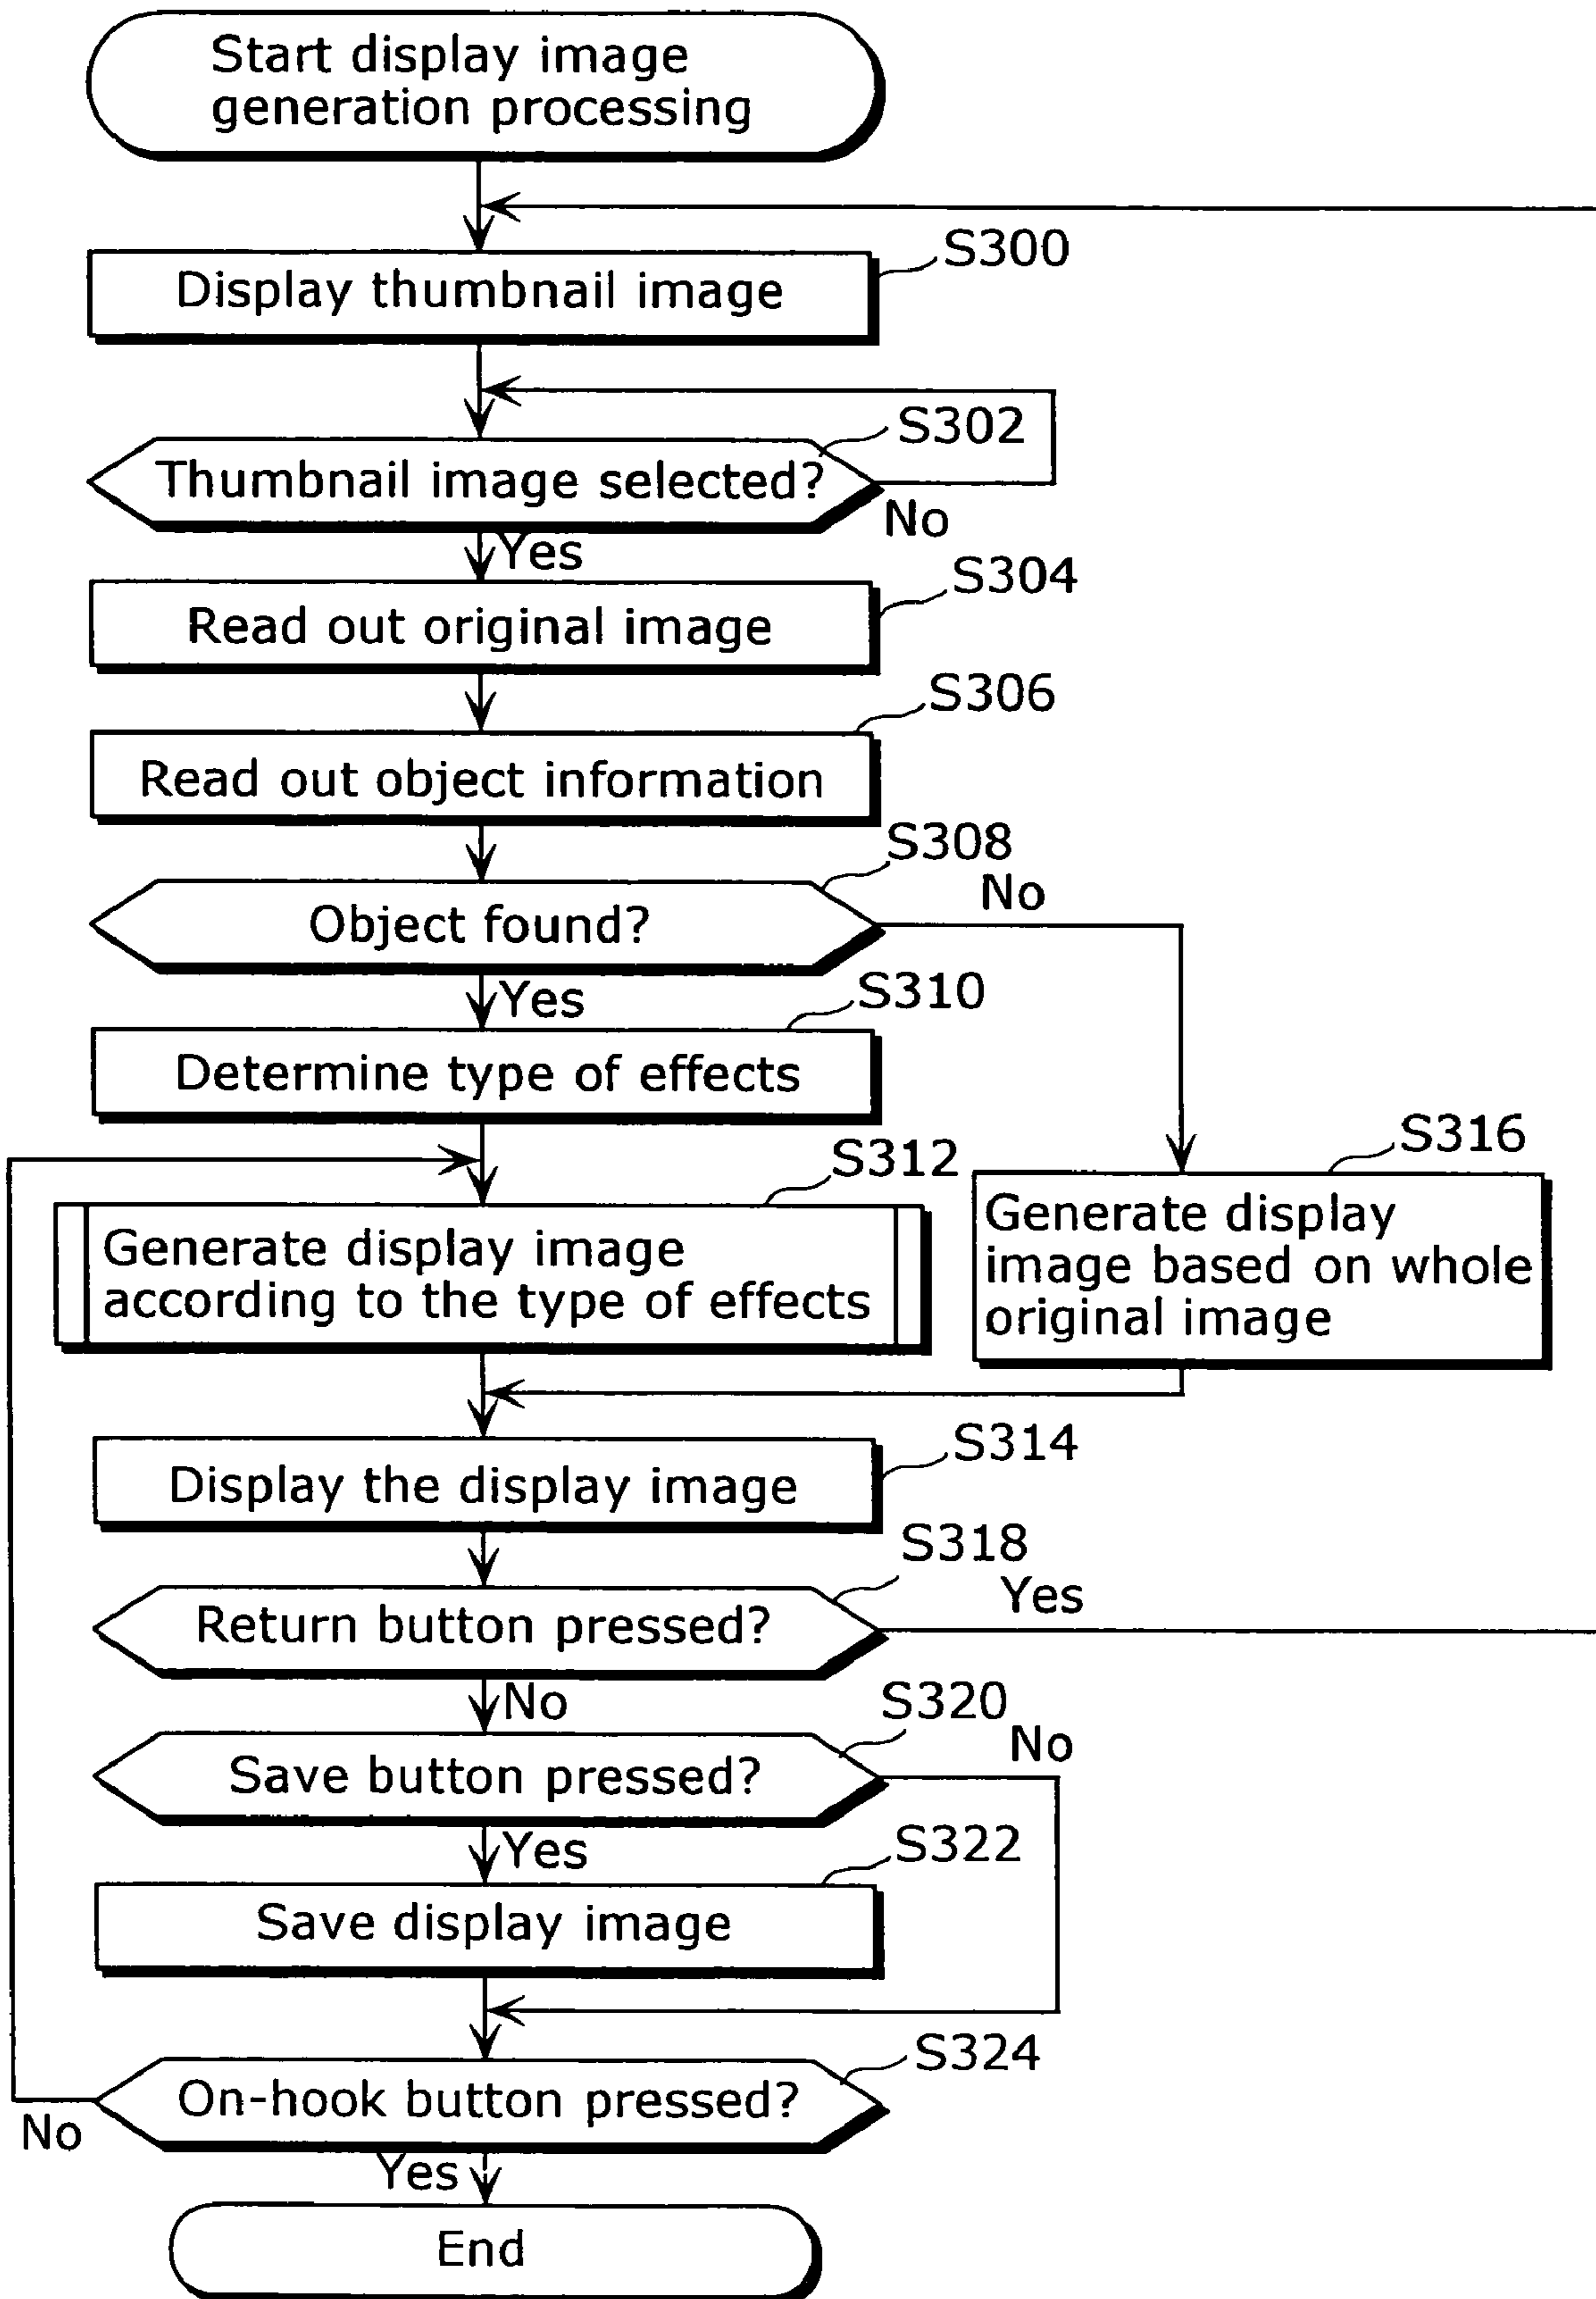 Start display image
generation processing
S300
Display thumbnail image
S302
Thumbnail image selected?
No
Yes
S304
Read out original image
S306
Read out object information
S308
No
Object found?
Yes
S310
Determine type of effects
S312
Generate display image
according to the type of effects
S316
Generate display
image based on whole
original image
S314
Display the display image
S318
Yes
Return button pressed?
No
S320
No
Save button pressed?
Yes
S322
Save display image
S324
On-hook button pressed?
No
Yes
End